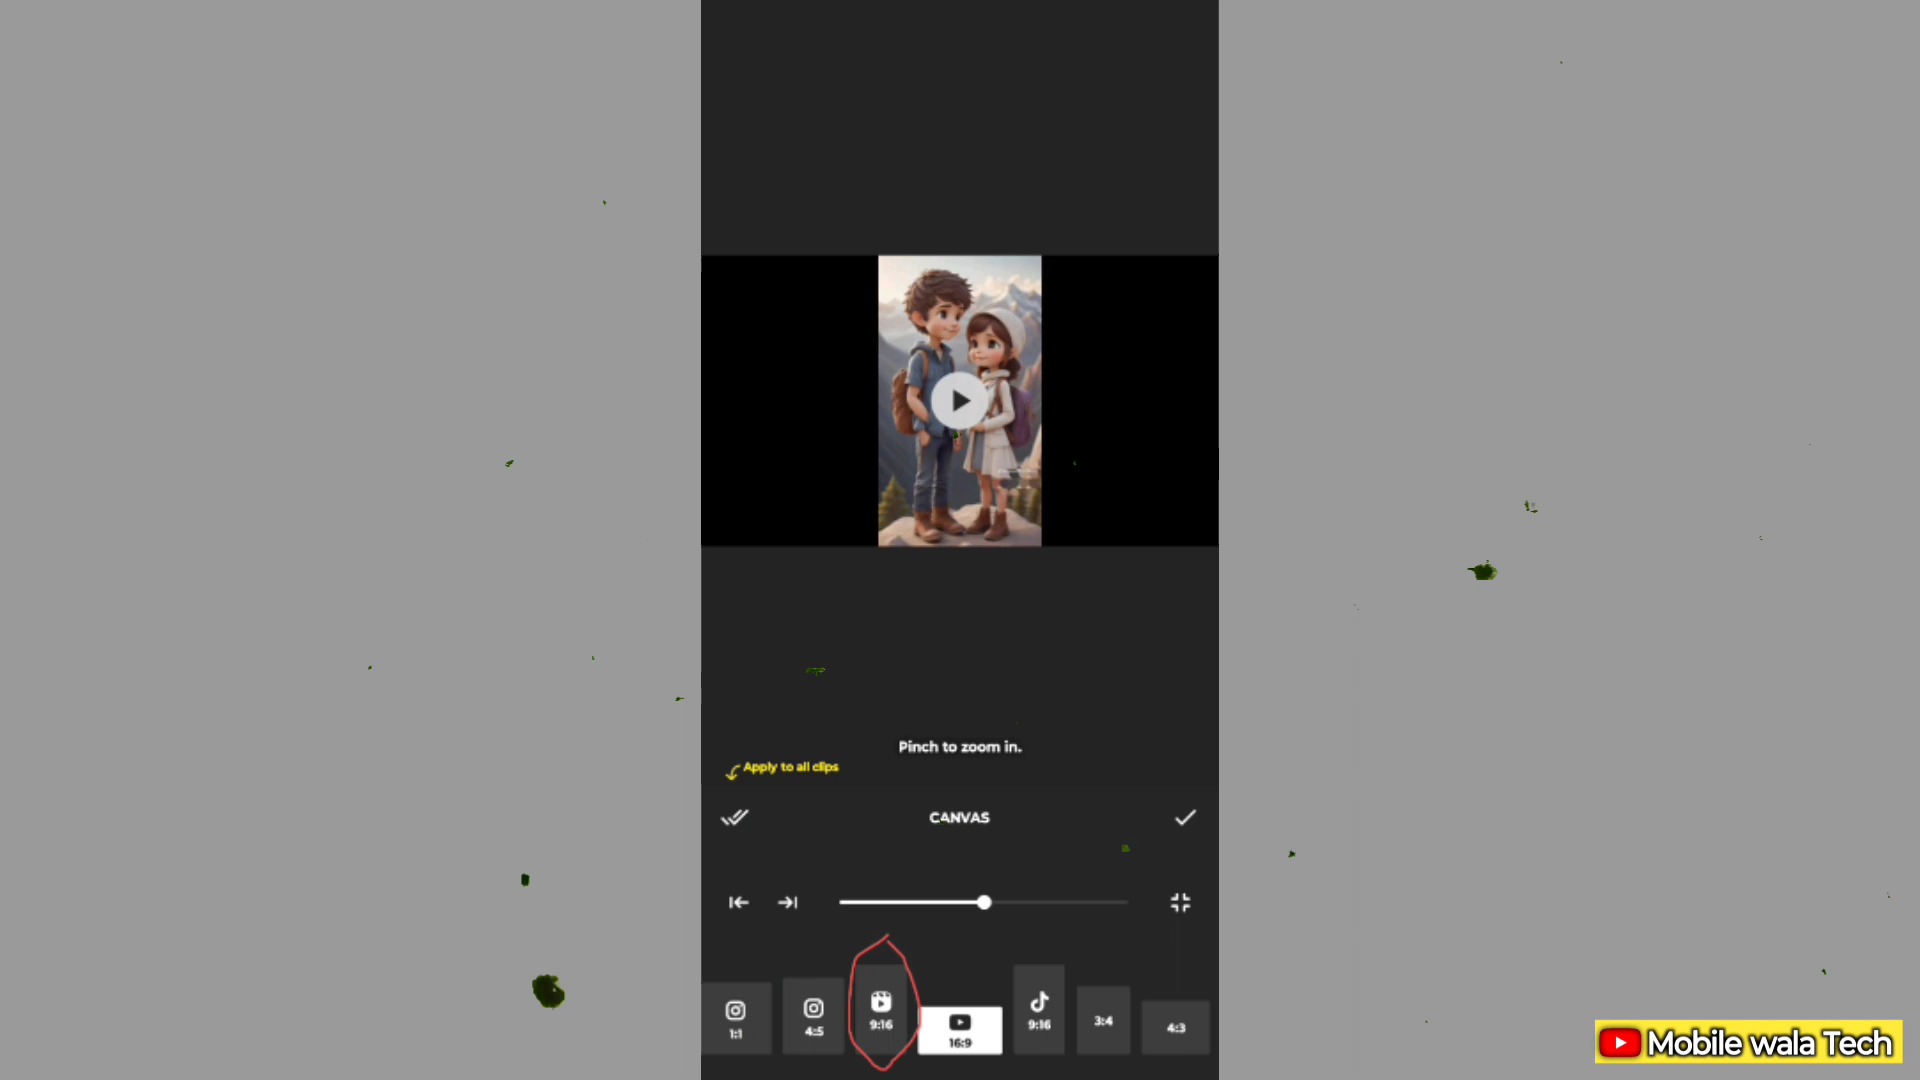 Pinch to zoom in.
Apply to all clips
CANVAS
1:1
4:5
9:16
16:9
9:16
3:4
4:3
Mobile wala Tech